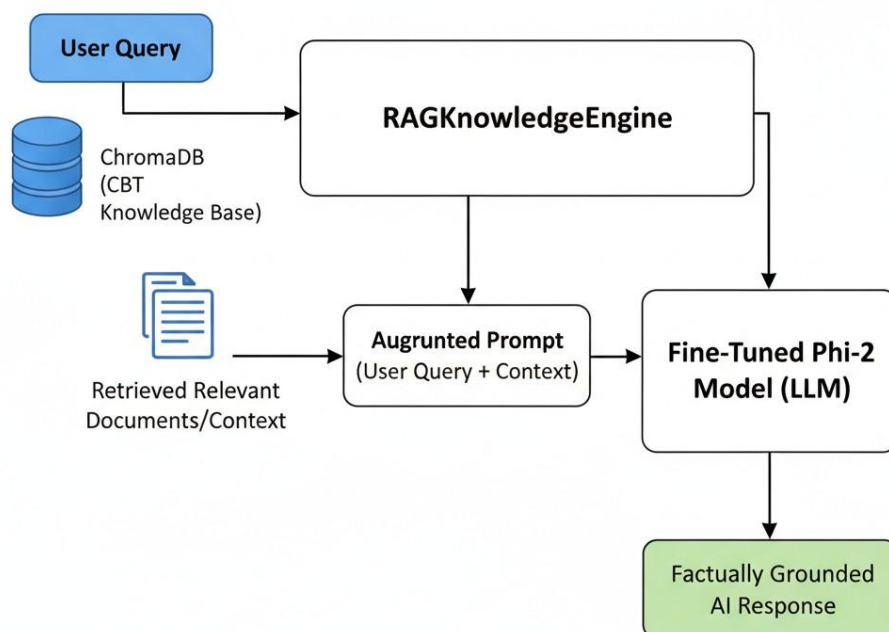 User Query
RAGKnowledgeEngine
ChromaDB
(CBT
Knowledge Base)
Augrunted Prompt
(User Query + Context)
Fine-Tuned Phi-2
Model (LLM)
Retrieved Relevant
Documents/Context
Factually Grounded
AI Response